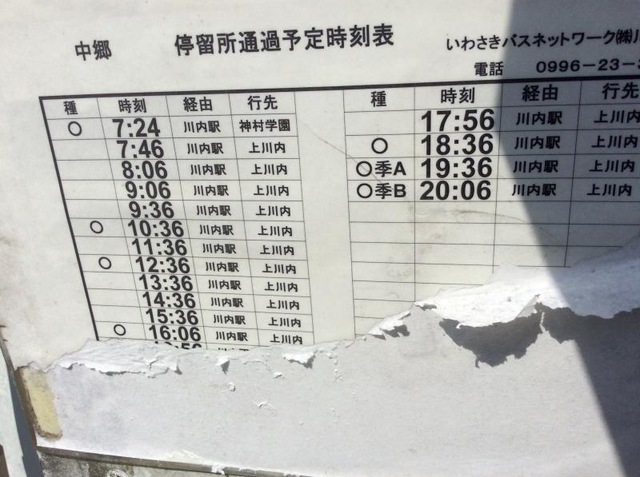 中郷 停留所通過予定時刻表 いわさきバスネットワーク㈱川
電話 0996-23-3
種 時刻 経由 行先
○ 7:24 川内駅 神村学園
7:46 川内駅 上川内
8:06 川内駅 上川内
9:06 川内駅 上川内
9:36 川内駅 上川内
○ 10:36 川内駅 上川内
11:36 川内駅 上川内
○ 12:36 川内駅 上川内
13:36 川内駅 上川内
14:36 川内駅 上川内
15:36 川内駅 上川内
○ 16:06 川内駅 上川内
種 時刻 経由 行先
17:56 川内駅 上川
○ 18:36 川内駅 上川
○季A 19:36 川内駅 上川
○季B 20:06 川内駅 上川